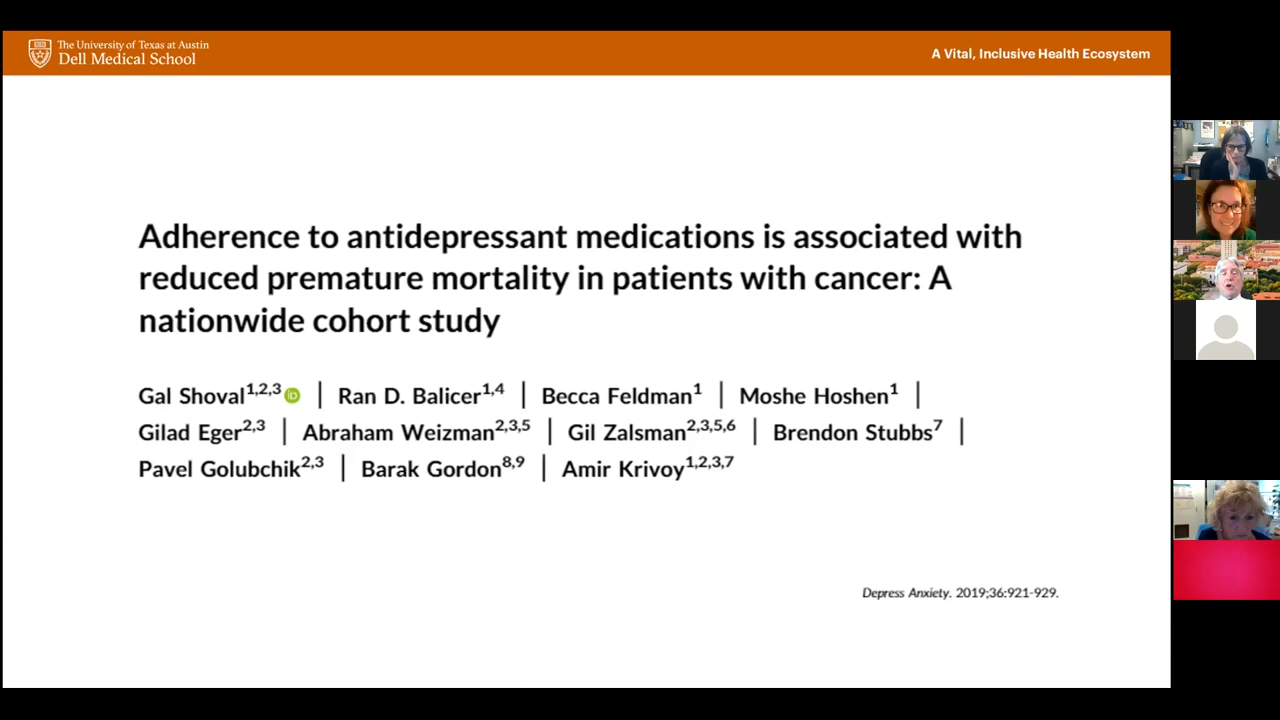 The University of Texas at Austin
Dell Medical School
A Vital, Inclusive Health Ecosystem
Adherence to antidepressant medications is associated with
reduced premature mortality in patients with cancer: A
nationwide cohort study
Gal Shoval1,2,3 iD | Ran D. Balicer1,4 | Becca Feldman1 | Moshe Hoshen1 |
Gilad Eger2,3 | Abraham Weizman2,3,5 | Gil Zalsman2,3,5,6 | Brendon Stubbs7 |
Pavel Golubchik2,3 | Barak Gordon8,9 | Amir Krivoy1,2,3,7
Depress Anxiety. 2019;36:921-929.